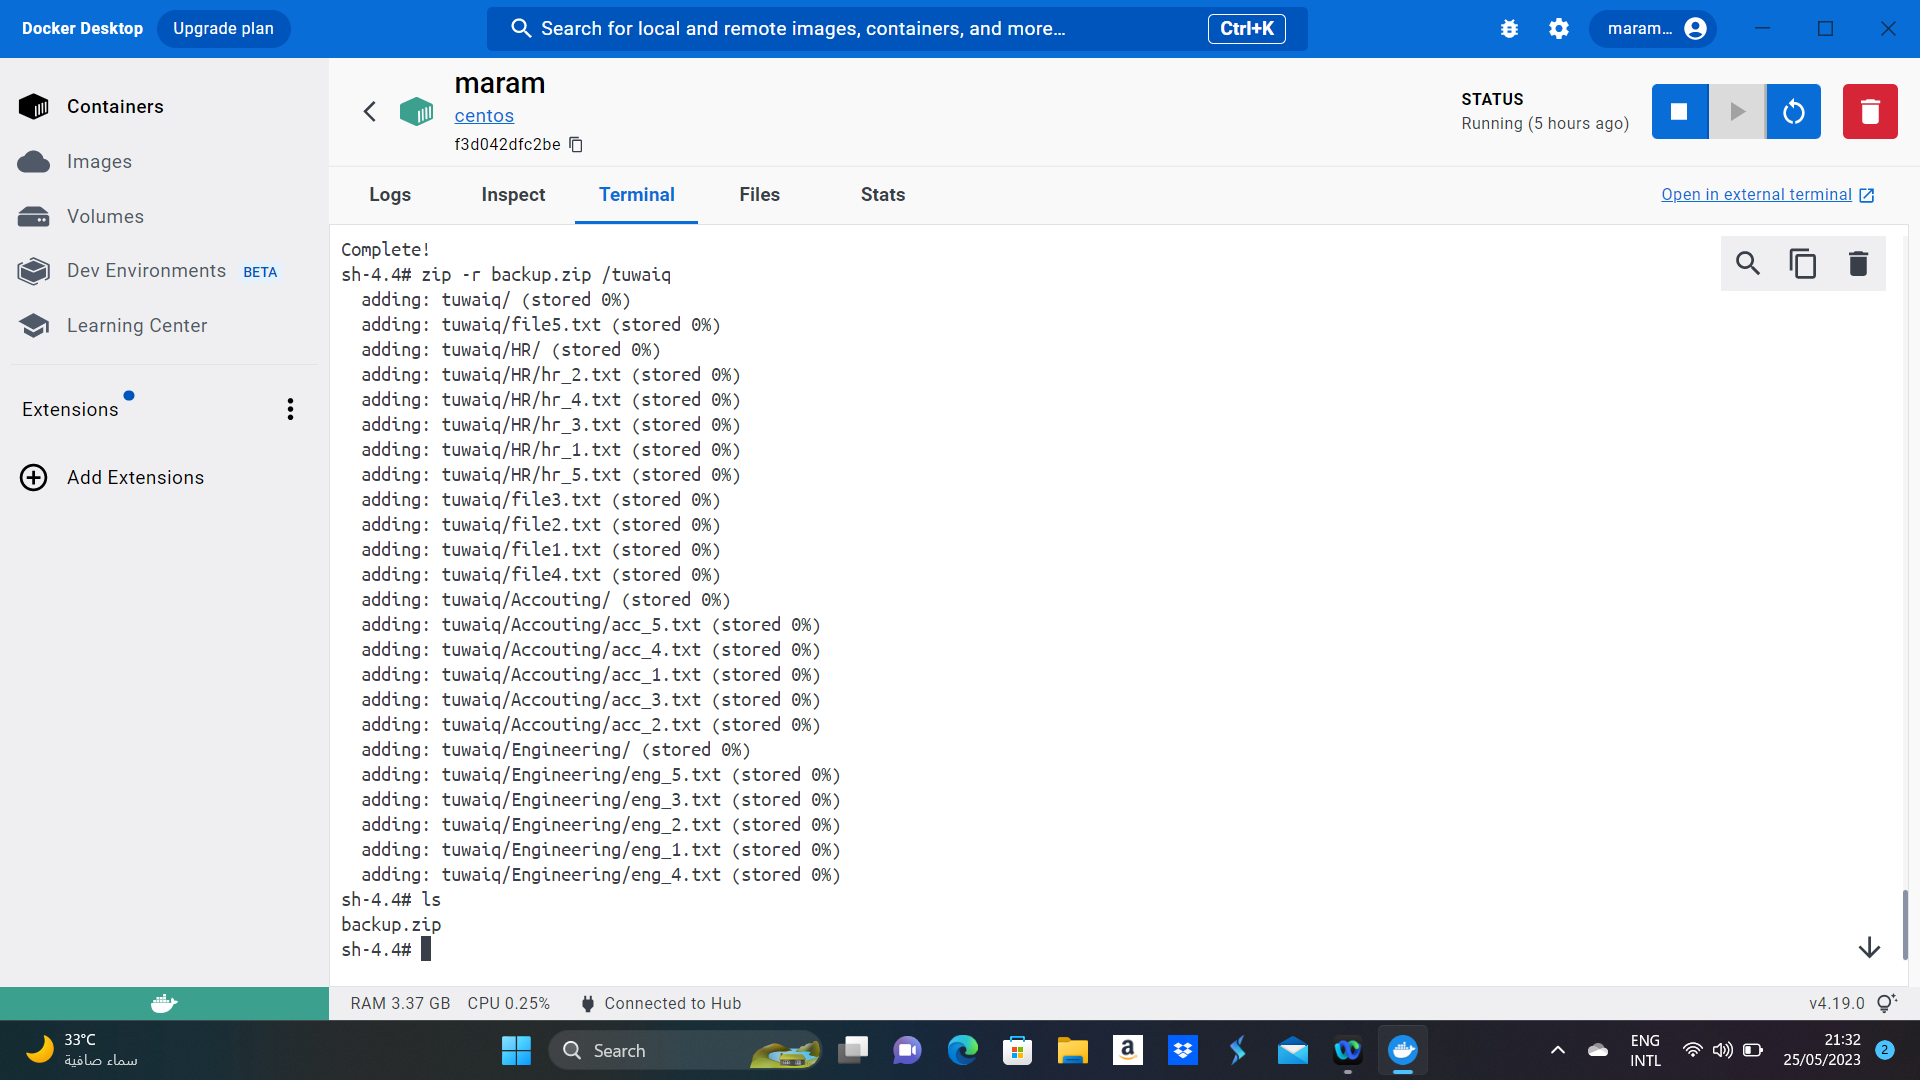 Docker Desktop
Upgrade plan
Search for local and remote images, containers, and more...
Ctrl+K
maram...
Containers
Images
Volumes
Dev Environments BETA
Learning Center
Extensions
Add Extensions
maram
centos
f3d042dfc2be
STATUS
Running (5 hours ago)
Logs
Inspect
Terminal
Files
Stats
Open in external terminal
Complete!
sh-4.4# zip -r backup.zip /tuwaiq
  adding: tuwaiq/ (stored 0%)
  adding: tuwaiq/file5.txt (stored 0%)
  adding: tuwaiq/HR/ (stored 0%)
  adding: tuwaiq/HR/hr_2.txt (stored 0%)
  adding: tuwaiq/HR/hr_4.txt (stored 0%)
  adding: tuwaiq/HR/hr_3.txt (stored 0%)
  adding: tuwaiq/HR/hr_1.txt (stored 0%)
  adding: tuwaiq/HR/hr_5.txt (stored 0%)
  adding: tuwaiq/file3.txt (stored 0%)
  adding: tuwaiq/file2.txt (stored 0%)
  adding: tuwaiq/file1.txt (stored 0%)
  adding: tuwaiq/file4.txt (stored 0%)
  adding: tuwaiq/Accouting/ (stored 0%)
  adding: tuwaiq/Accouting/acc_5.txt (stored 0%)
  adding: tuwaiq/Accouting/acc_4.txt (stored 0%)
  adding: tuwaiq/Accouting/acc_1.txt (stored 0%)
  adding: tuwaiq/Accouting/acc_3.txt (stored 0%)
  adding: tuwaiq/Accouting/acc_2.txt (stored 0%)
  adding: tuwaiq/Engineering/ (stored 0%)
  adding: tuwaiq/Engineering/eng_5.txt (stored 0%)
  adding: tuwaiq/Engineering/eng_3.txt (stored 0%)
  adding: tuwaiq/Engineering/eng_2.txt (stored 0%)
  adding: tuwaiq/Engineering/eng_1.txt (stored 0%)
  adding: tuwaiq/Engineering/eng_4.txt (stored 0%)
sh-4.4# ls
backup.zip
sh-4.4#
RAM 3.37 GB CPU 0.25% Connected to Hub
v4.19.0
33°C
سماء صافية
Search
a
ENG
INTL
21:32
25/05/2023
2